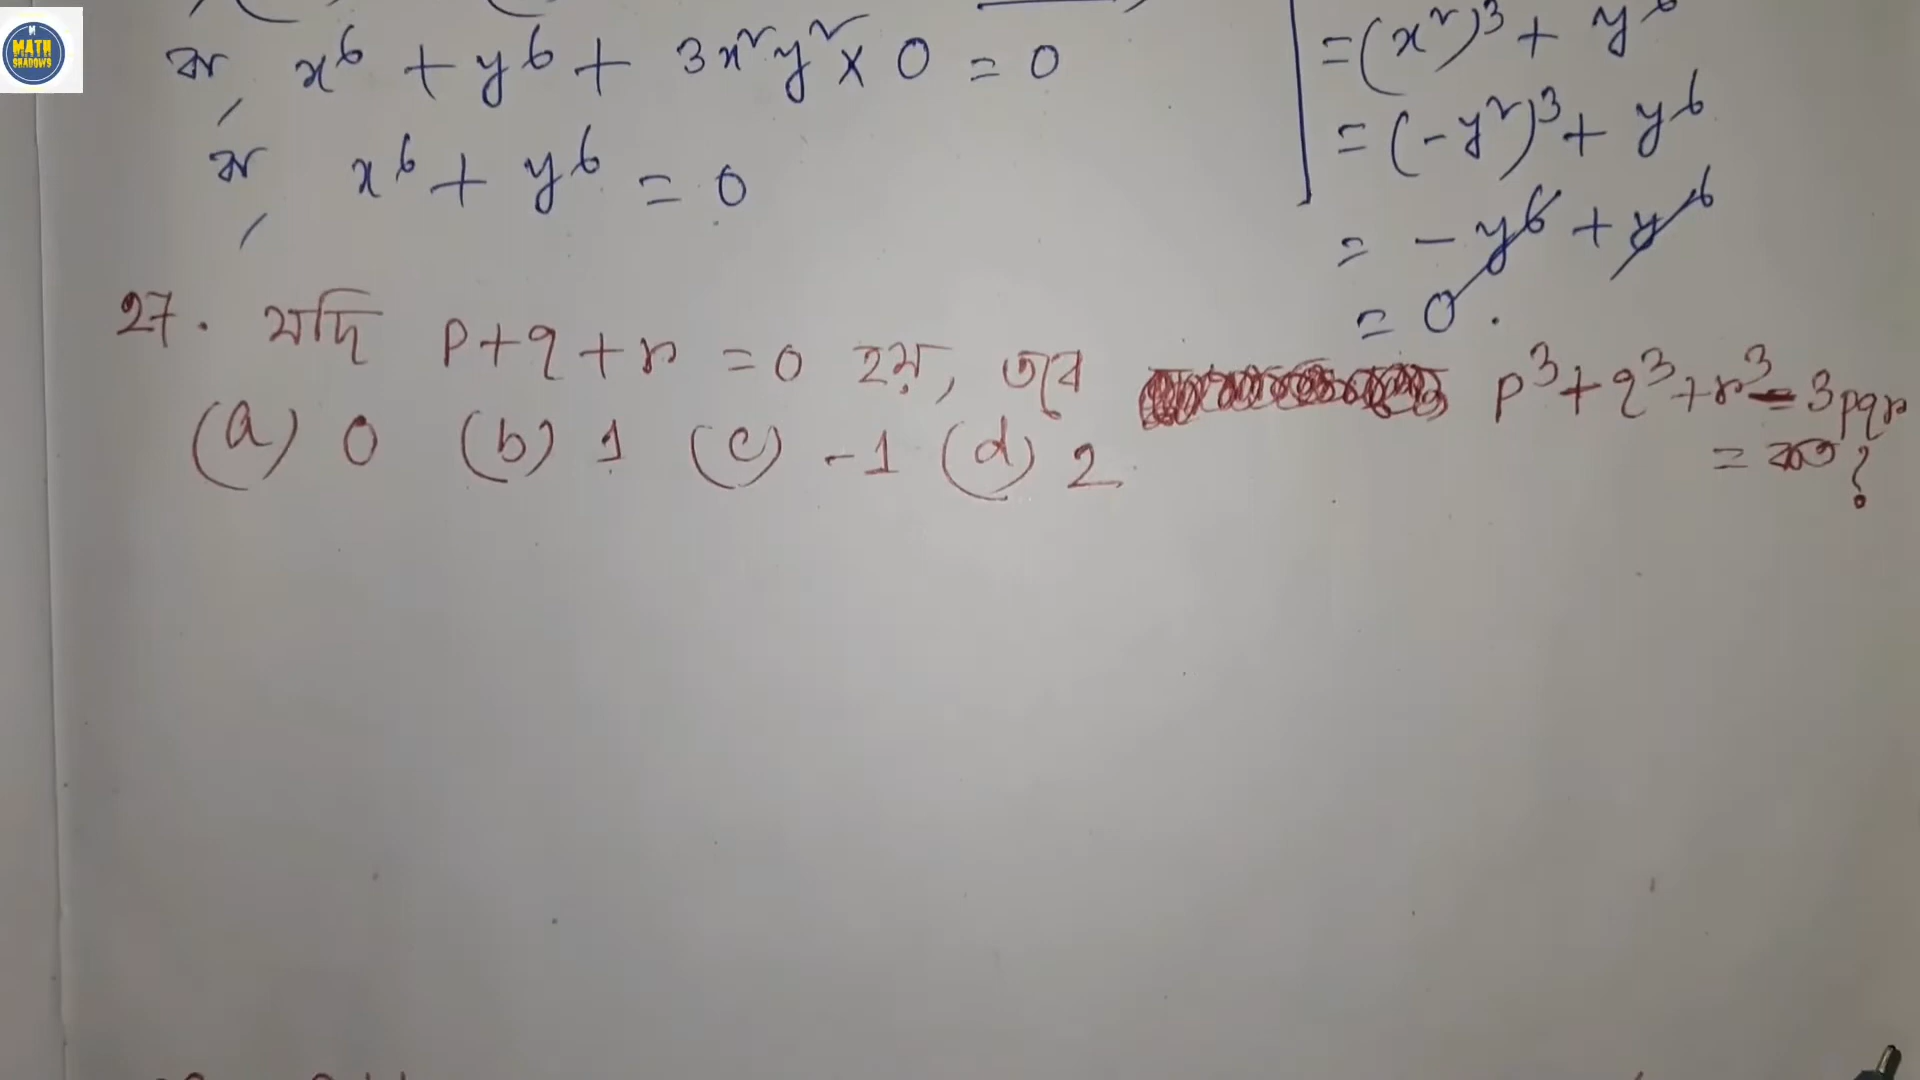 MATH
SHADOWS
বা, x⁶ + y⁶ + 3x²y² × 0 = 0
বা, x⁶ + y⁶ = 0
= (x²)³ + y⁶
= (-y²)³ + y⁶
= - y⁶ + y⁶
= 0.
27. যদি p+q+r = 0 হয়, তবে p³+q³+r³-3pqr
= কত?
(a) 0 (b) 1 (c) -1 (d) 2